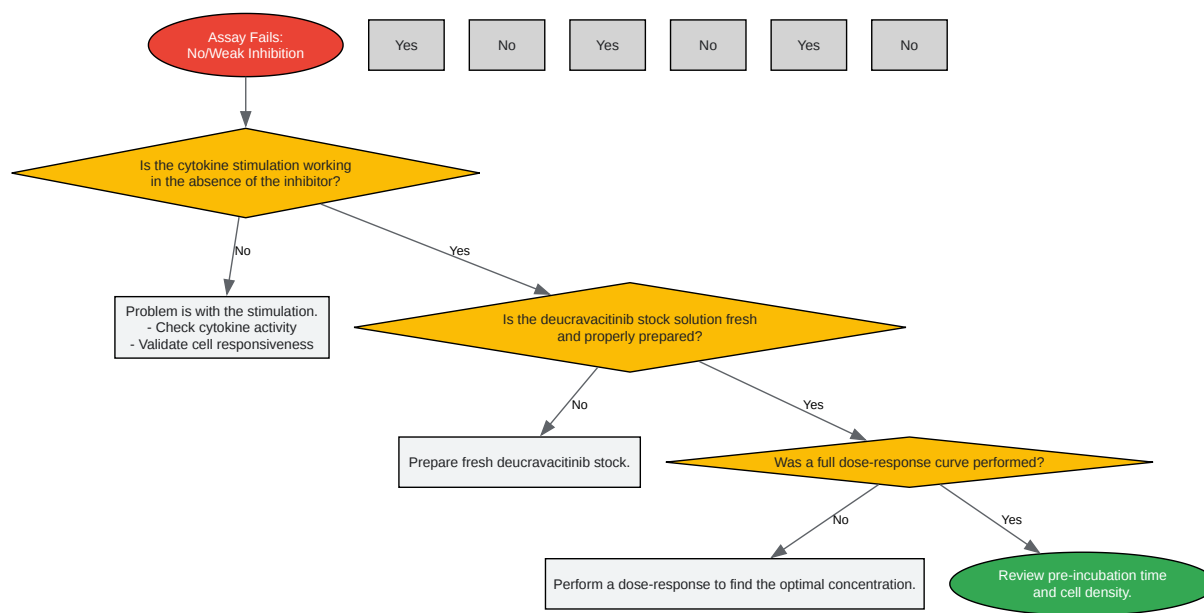 Assay Fails:
No/Weak Inhibition
Yes
No
Yes
No
Yes
No
Is the cytokine stimulation working
in the absence of the inhibitor?
No
Yes
Problem is with the stimulation.
- Check cytokine activity
- Validate cell responsiveness
Is the deucravacitinib stock solution fresh
and properly prepared?
No
Yes
Prepare fresh deucravacitinib stock.
Was a full dose-response curve performed?
No
Yes
Perform a dose-response to find the optimal concentration.
Review pre-incubation time
and cell density.